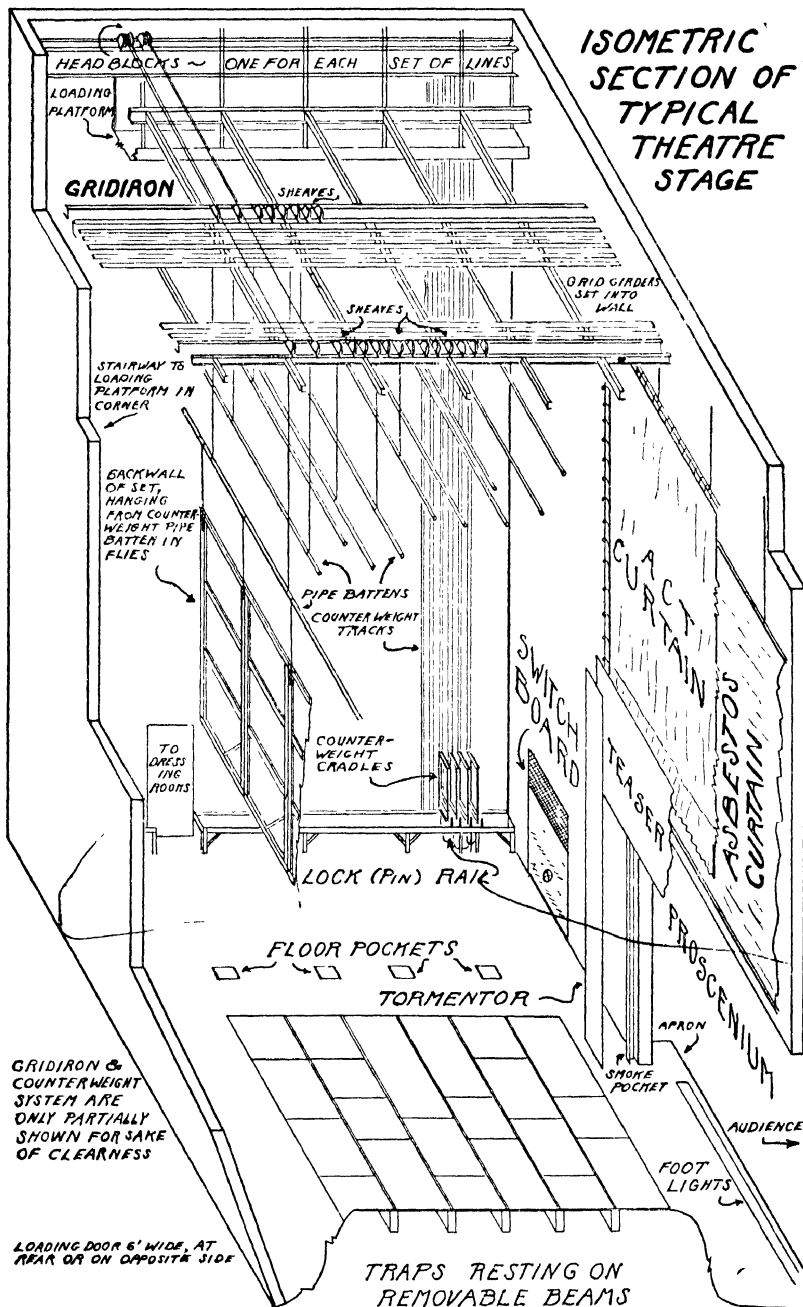 ISOMETRIC
SECTION OF
TYPICAL
THEATRE
STAGE
HEAD BLOCKS ~ ONE FOR EACH SET OF LINES
LOADING
PLATFORM
GRIDIRON
SHEAVES
GRID GIRDERS
SET INTO
WALL
SHEAVES
STAIRWAY TO
LOADING
PLATFORM IN
CORNER
BACKWALL
OF SET,
HANGING
FROM COUNTER-
WEIGHT PIPE
BATTEN IN
FLIES
PIPE BATTENS
COUNTERWEIGHT
TRACKS
ACT
CURTAIN
SWITCH
BOARD
ASBESTOS
CURTAIN
TO
DRESS
ING
ROOMS
COUNTER-
WEIGHT
CRADLES
TEASER
LOCK (PIN) RAIL
FLOOR POCKETS
TORMENTOR
PROSCENIUM
APRON
SMOKE
POCKET
GRIDIRON &
COUNTERWEIGHT
SYSTEM ARE
ONLY PARTIALLY
SHOWN FOR SAKE
OF CLEARNESS
AUDIENCE
FOOT
LIGHTS
LOADING DOOR 6' WIDE, AT
REAR OR ON OPPOSITE SIDE
TRAPS RESTING ON
REMOVABLE BEAMS